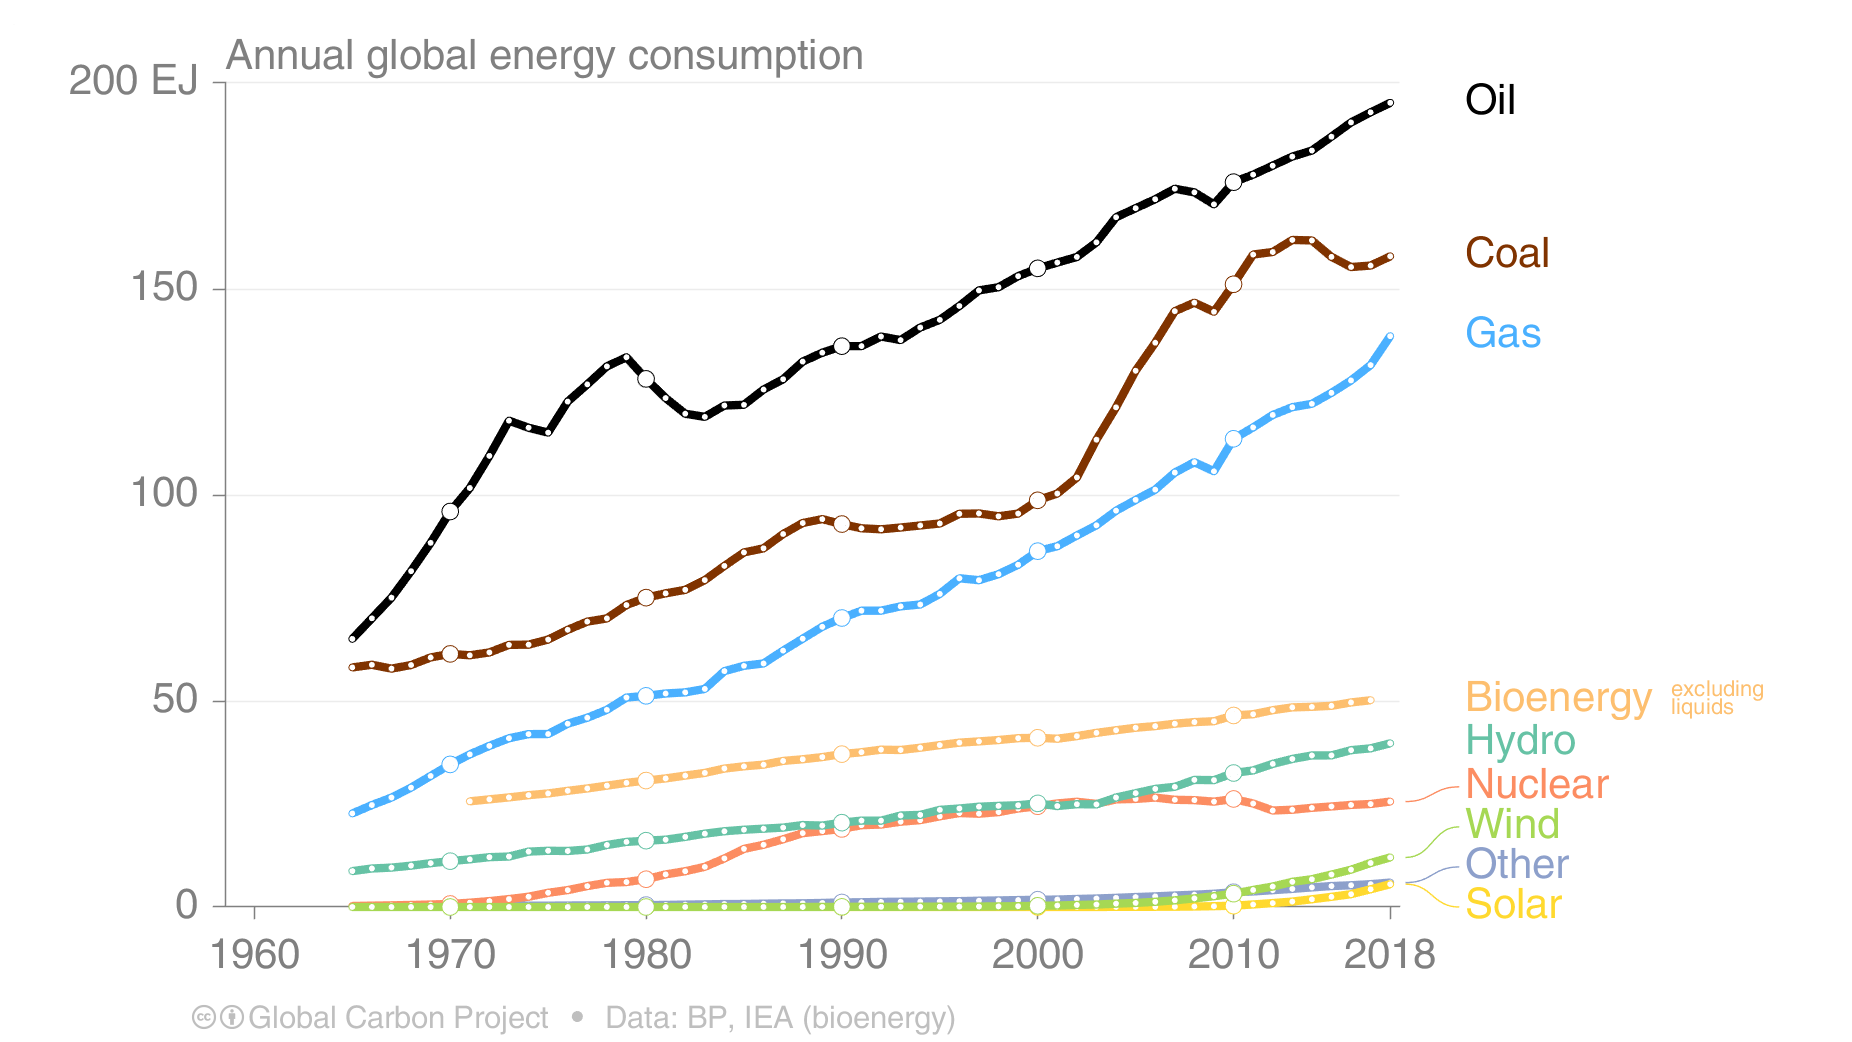 Annual global energy consumption
200 EJ
150
100
50
0
1960 1970 1980 1990 2000 2010 2018
Oil
Coal
Gas
Bioenergy excluding
liquids
Hydro
Nuclear
Wind
Other
Solar
cc Global Carbon Project • Data: BP, IEA (bioenergy)